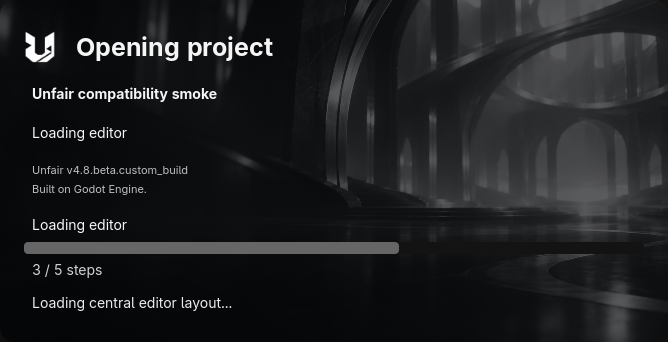 Opening project
Unfair compatibility smoke
Loading editor
Unfair v4.8.beta.custom_build
Built on Godot Engine.
Loading editor
3 / 5 steps
Loading central editor layout...